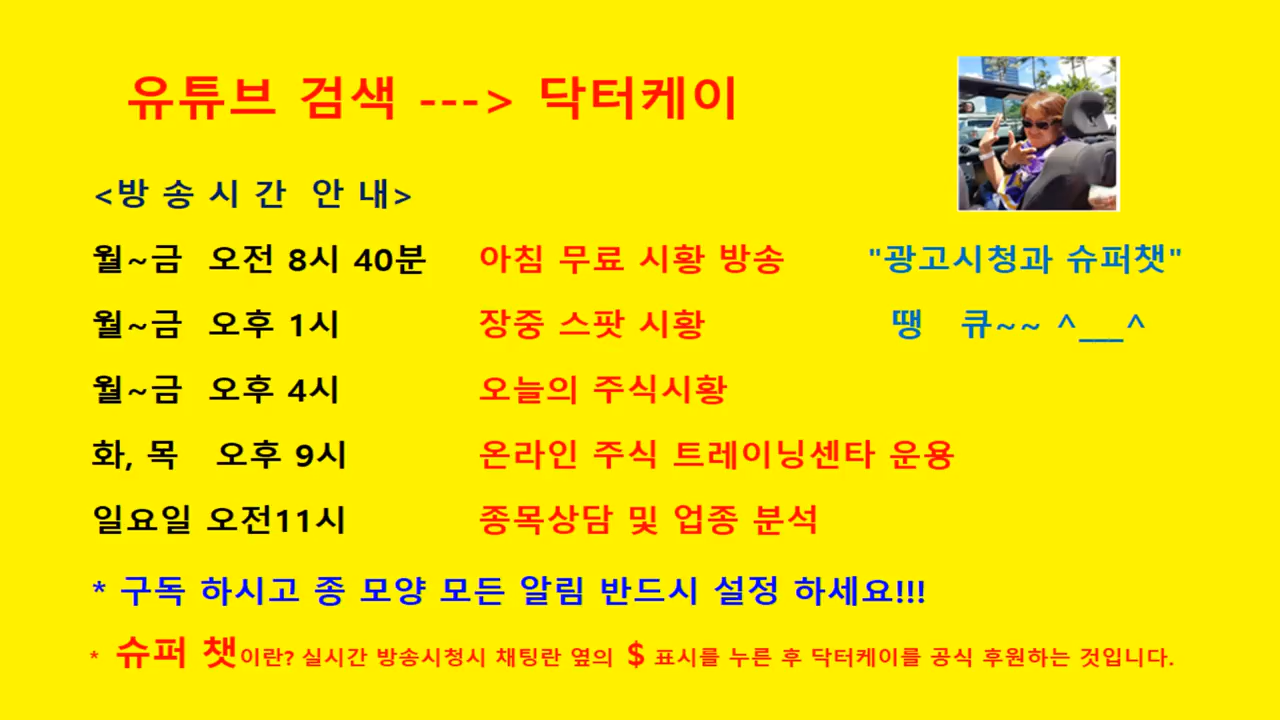 유튜브 검색 ---> 닥터케이
<방 송 시 간 안 내>
월~금 오전 8시 40분 아침 무료 시황 방송 "광고시청과 슈퍼챗"
월~금 오후 1시 장중 스팟 시황 땡 큐~~ ^___^
월~금 오후 4시 오늘의 주식시황
화, 목 오후 9시 온라인 주식 트레이닝센타 운용
일요일 오전11시 종목상담 및 업종 분석
* 구독 하시고 종 모양 모든 알림 반드시 설정 하세요!!!
* 슈퍼 챗이란? 실시간 방송시청시 채팅란 옆의 $ 표시를 누른 후 닥터케이를 공식 후원하는 것입니다.